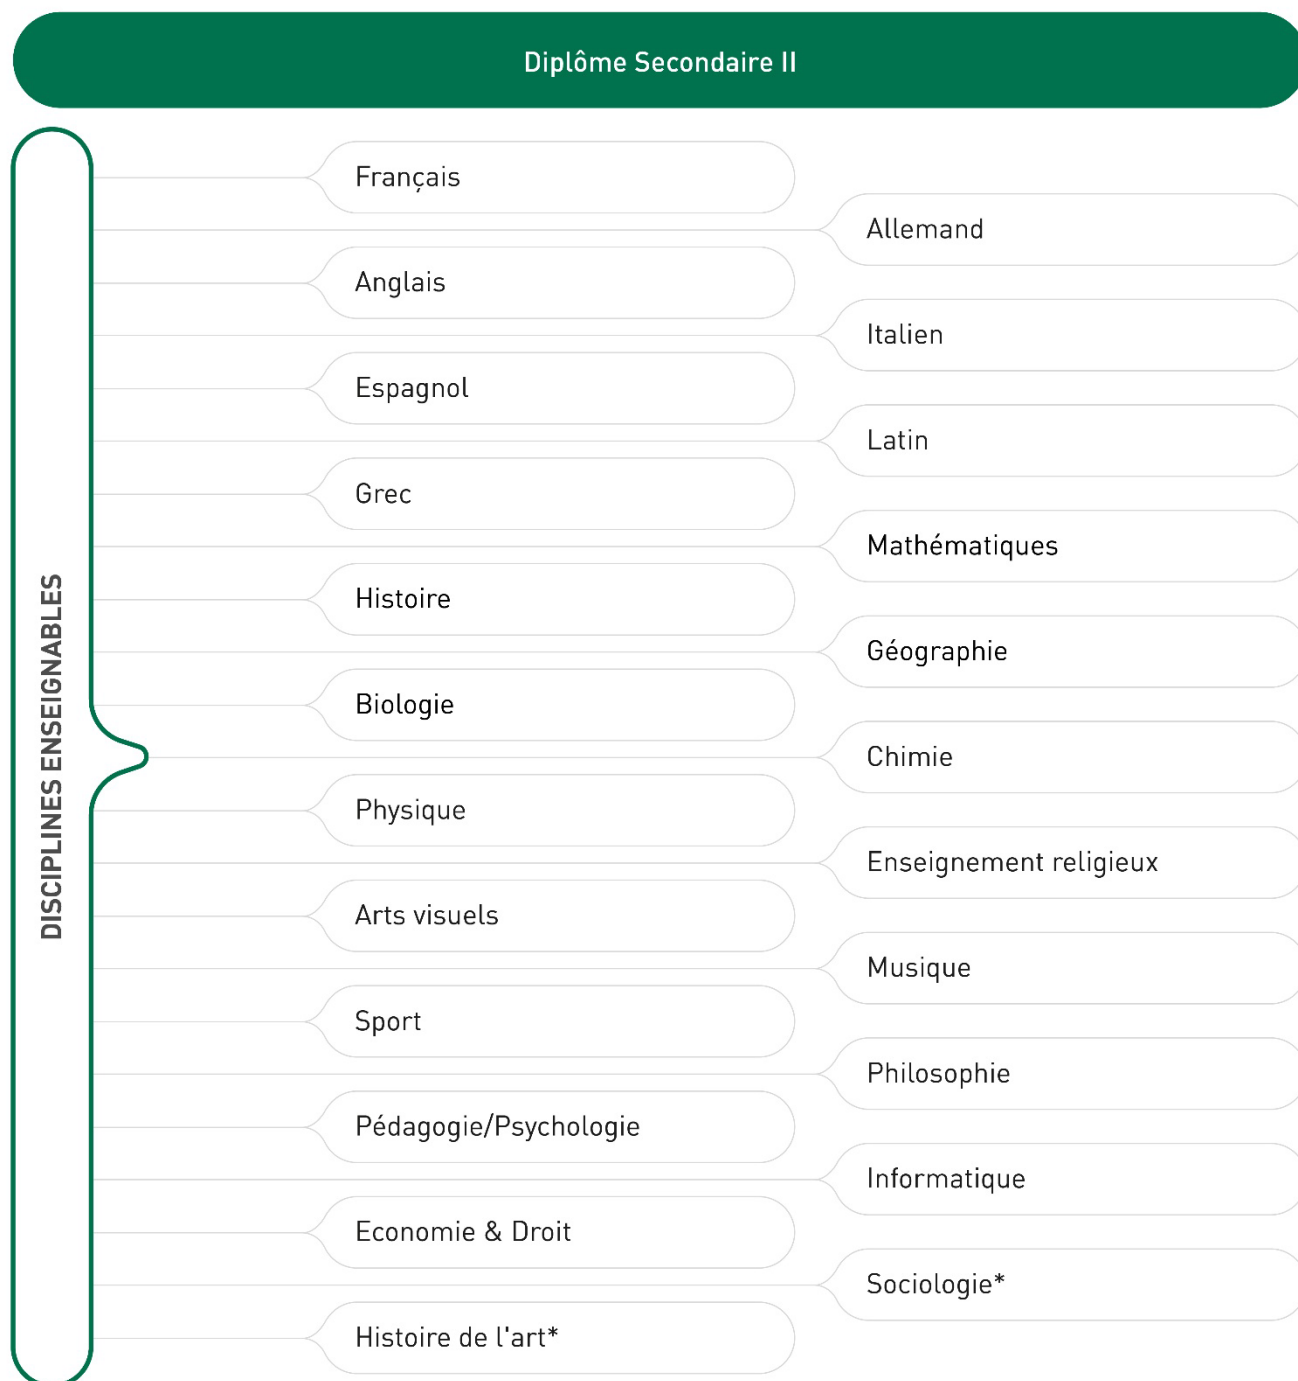 Diplôme Secondaire II
DISCIPLINES ENSEIGNABLES
Français
Allemand
Anglais
Italien
Espagnol
Latin
Grec
Mathématiques
Histoire
Géographie
Biologie
Chimie
Physique
Enseignement religieux
Arts visuels
Musique
Sport
Philosophie
Pédagogie/Psychologie
Informatique
Economie & Droit
Sociologie*
Histoire de l'art*